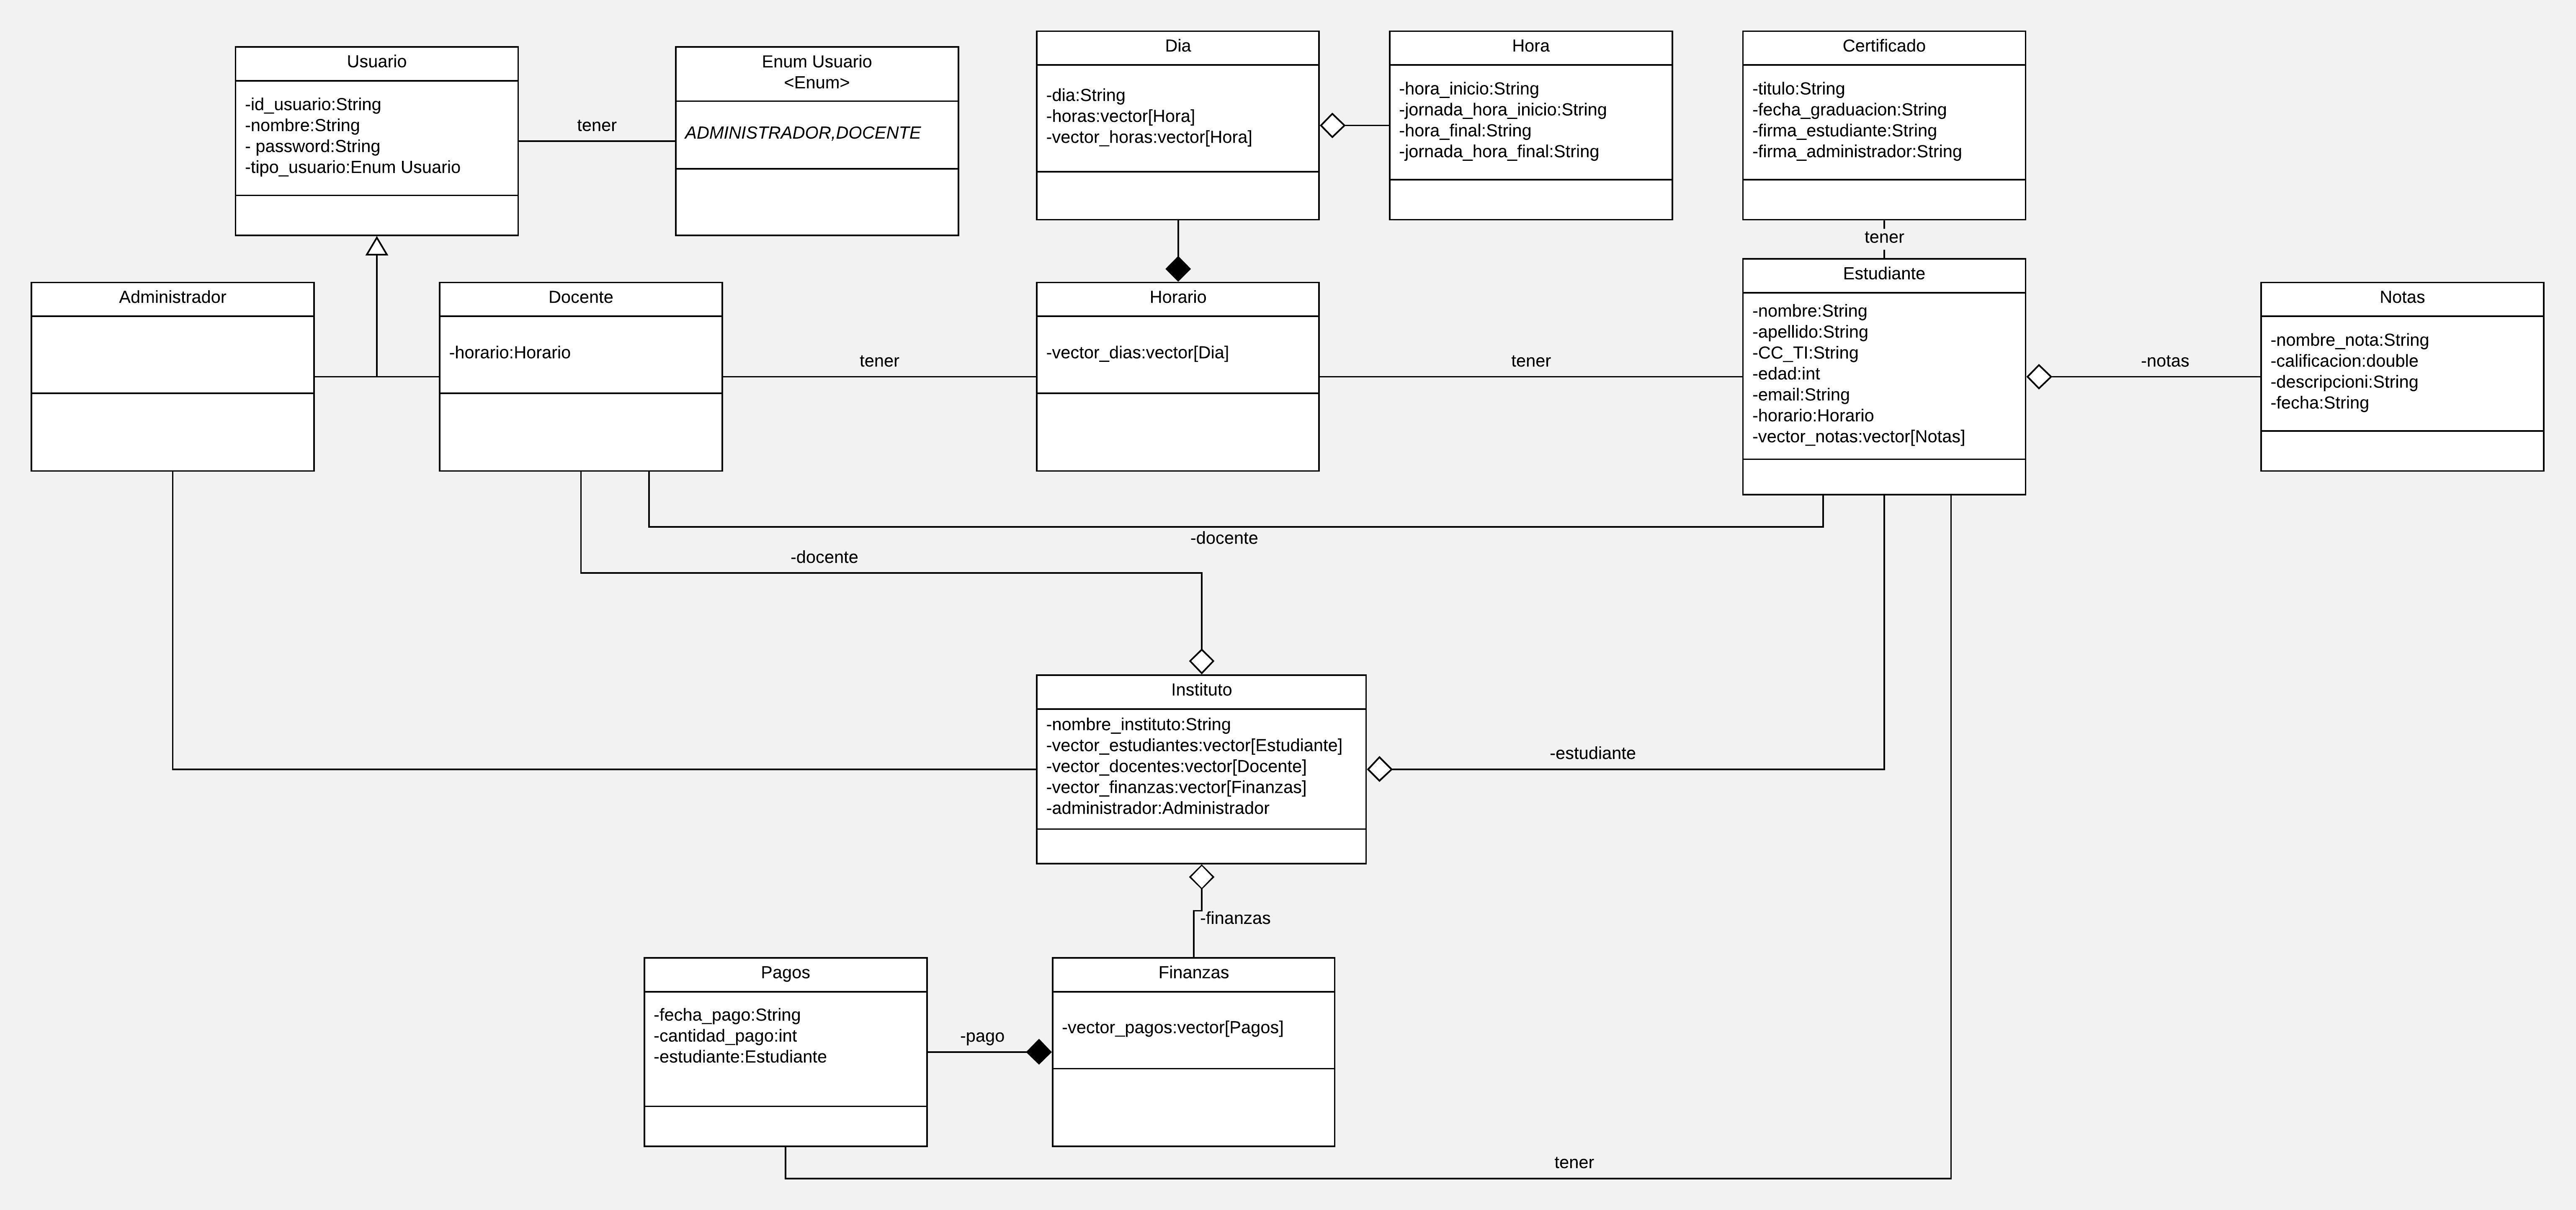 Usuario
-id_usuario:String
-nombre:String
- password:String
-tipo_usuario:Enum Usuario
tener
Enum Usuario
<Enum>
ADMINISTRADOR,DOCENTE
Dia
-dia:String
-horas:vector[Hora]
-vector_horas:vector[Hora]
Hora
-hora_inicio:String
-jornada_hora_inicio:String
-hora_final:String
-jornada_hora_final:String
Certificado
-titulo:String
-fecha_graduacion:String
-firma_estudiante:String
-firma_administrador:String
tener
Administrador
Docente
-horario:Horario
tener
Horario
-vector_dias:vector[Dia]
tener
Estudiante
-nombre:String
-apellido:String
-CC_TI:String
-edad:int
-email:String
-horario:Horario
-vector_notas:vector[Notas]
-notas
Notas
-nombre_nota:String
-calificacion:double
-descripcioni:String
-fecha:String
-docente
-docente
Instituto
-nombre_instituto:String
-vector_estudiantes:vector[Estudiante]
-vector_docentes:vector[Docente]
-vector_finanzas:vector[Finanzas]
-administrador:Administrador
-estudiante
-finanzas
Pagos
-fecha_pago:String
-cantidad_pago:int
-estudiante:Estudiante
-pago
Finanzas
-vector_pagos:vector[Pagos]
tener